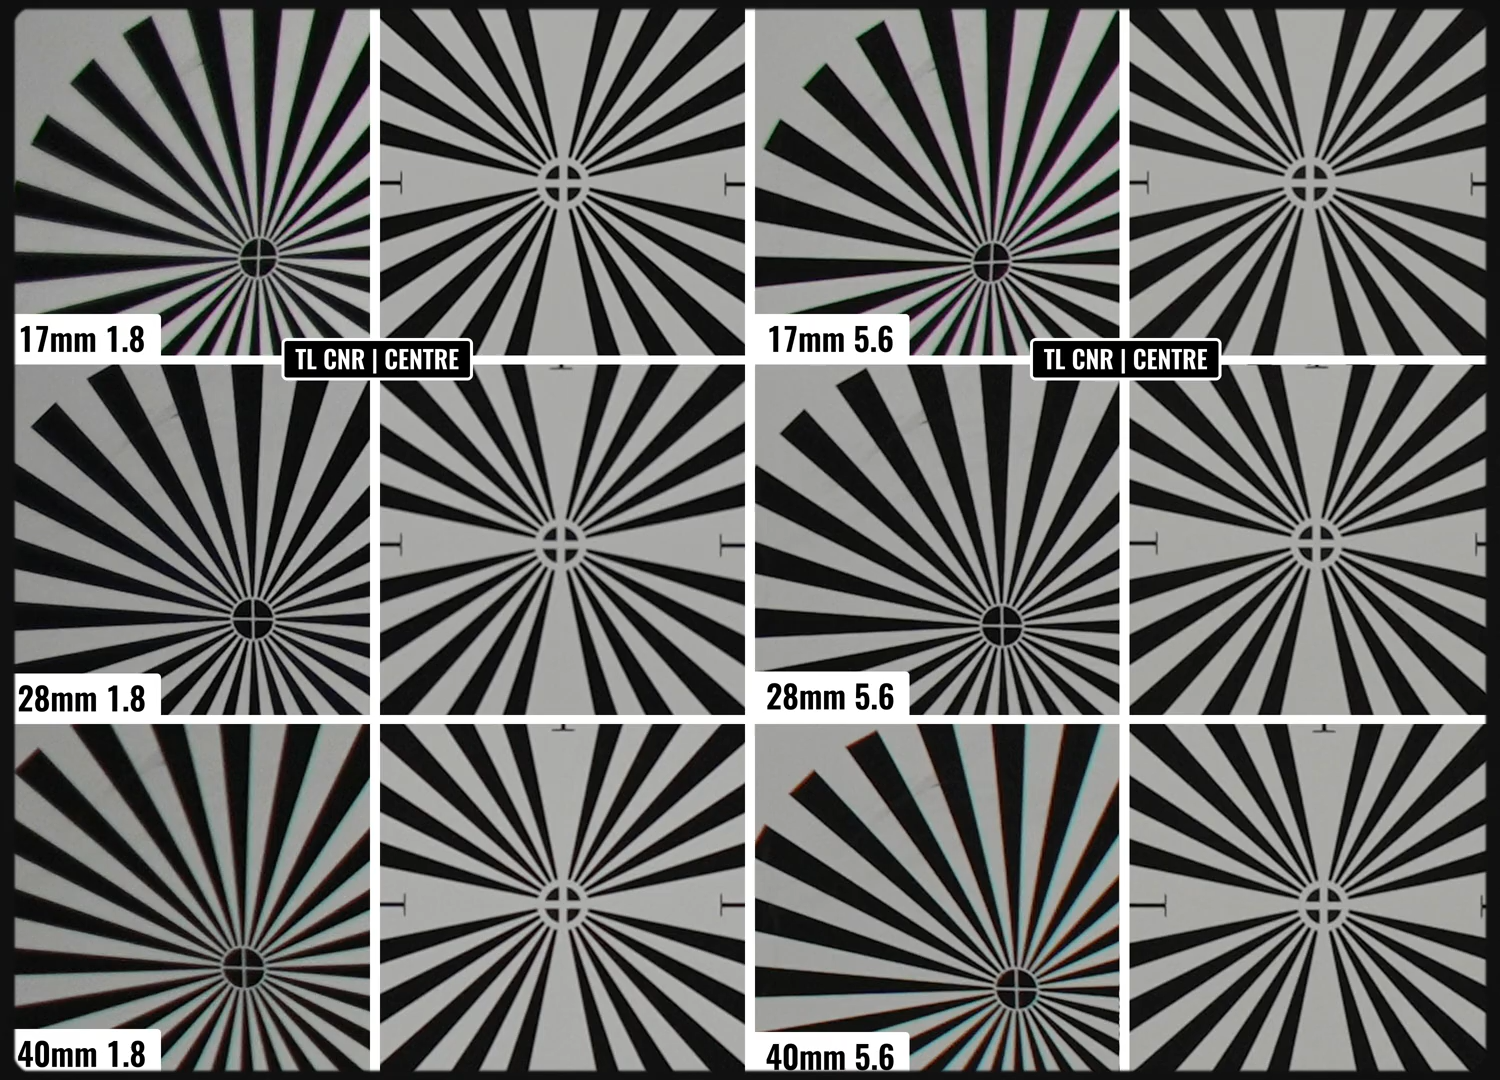 17mm 1.8
TL CNR | CENTRE
17mm 5.6
TL CNR | CENTRE
28mm 1.8
28mm 5.6
40mm 1.8
40mm 5.6